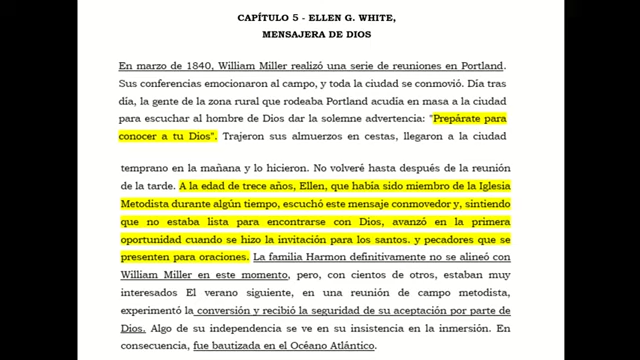 CAPÍTULO 5 - ELLEN G. WHITE,
MENSAJERA DE DIOS
En marzo de 1840, William Miller realizó una serie de reuniones en Portland.
Sus conferencias emocionaron al campo, y toda la ciudad se conmovió. Día tras
día, la gente de la zona rural que rodeaba Portland acudía en masa a la ciudad
para escuchar al hombre de Dios dar la solemne advertencia: "Prepárate para
conocer a tu Dios". Trajeron sus almuerzos en cestas, llegaron a la ciudad
temprano en la mañana y lo hicieron. No volveré hasta después de la reunión
de la tarde. A la edad de trece años, Ellen, que había sido miembro de la Iglesia
Metodista durante algún tiempo, escuchó este mensaje conmovedor y, sintiendo
que no estaba lista para encontrarse con Dios, avanzó en la primera
oportunidad cuando se hizo la invitación para los santos. y pecadores que se
presenten para oraciones. La familia Harmon definitivamente no se alineó con
William Miller en este momento, pero, con cientos de otros, estaban muy
interesados El verano siguiente, en una reunión de campo metodista,
experimentó la conversión y recibió la seguridad de su aceptación por parte de
Dios. Algo de su independencia se ve en su insistencia en la inmersión. En
consecuencia, fue bautizada en el Océano Atlántico.